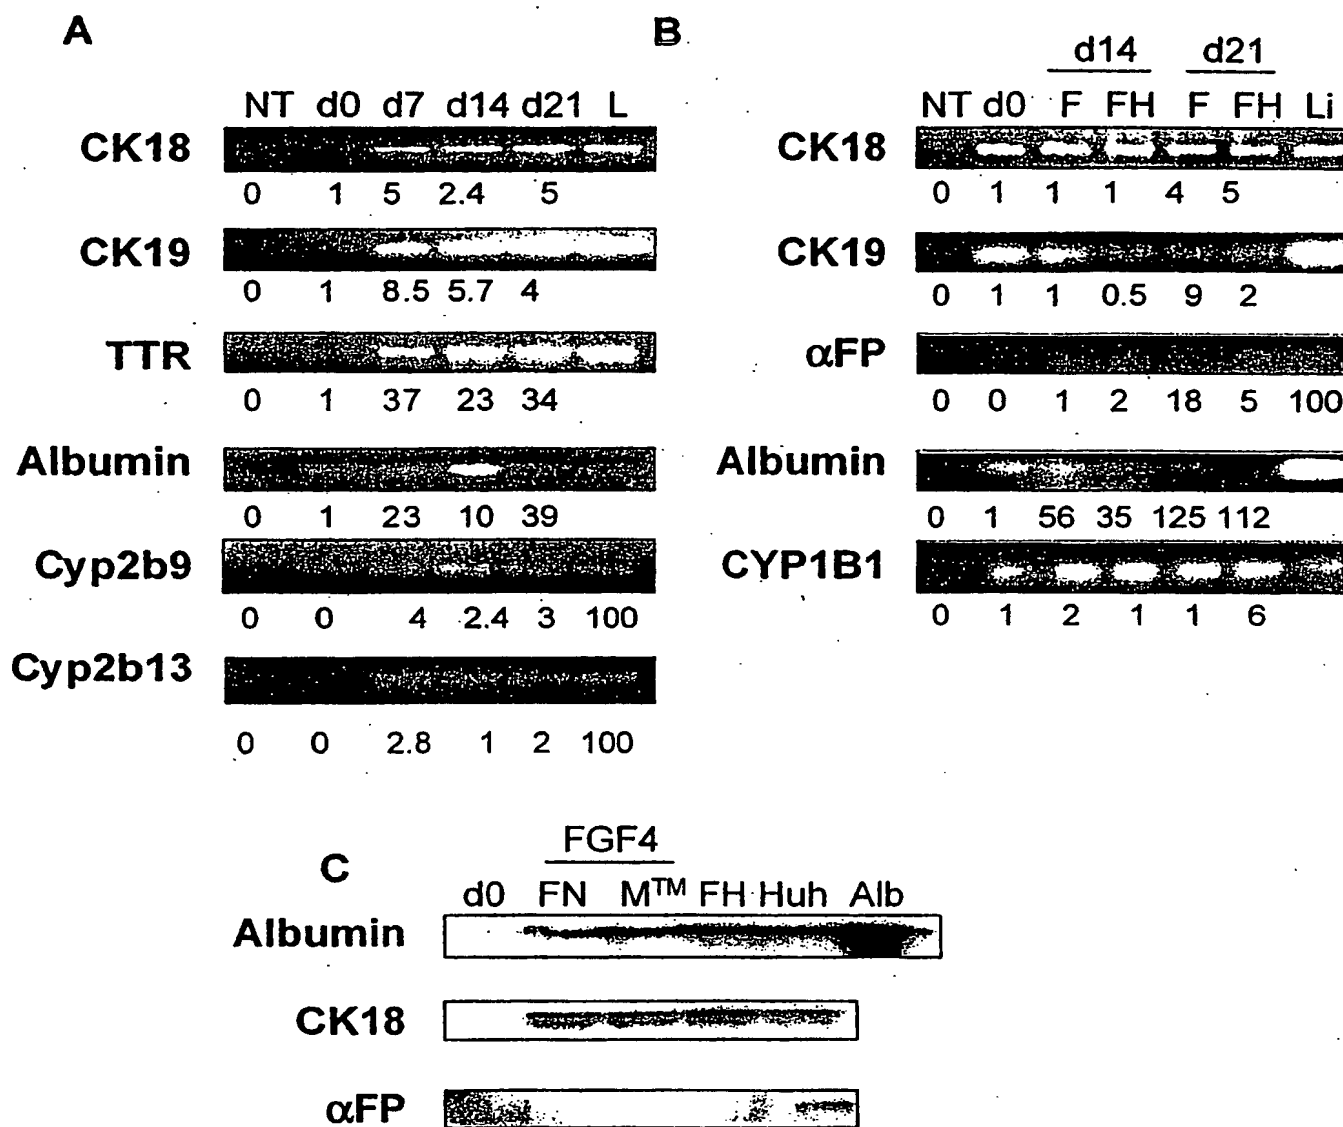 A
NT d0 d7 d14 d21 L
CK18
0 1 5 2.4 5
CK19
0 1 8.5 5.7 4
TTR
0 1 37 23 34
Albumin
0 1 23 10 39
Cyp2b9
0 0 4 2.4 3 100
Cyp2b13
0 0 2.8 1 2 100
B
d14 d21
NT d0 F FH F FH Li
CK18
0 1 1 1 4 5
CK19
0 1 1 0.5 9 2
αFP
0 0 1 2 18 5 100
Albumin
0 1 56 35 125 112
CYP1B1
0 1 2 1 1 6
C
FGF4
d0 FN M™ FH Huh Alb
Albumin
CK18
αFP